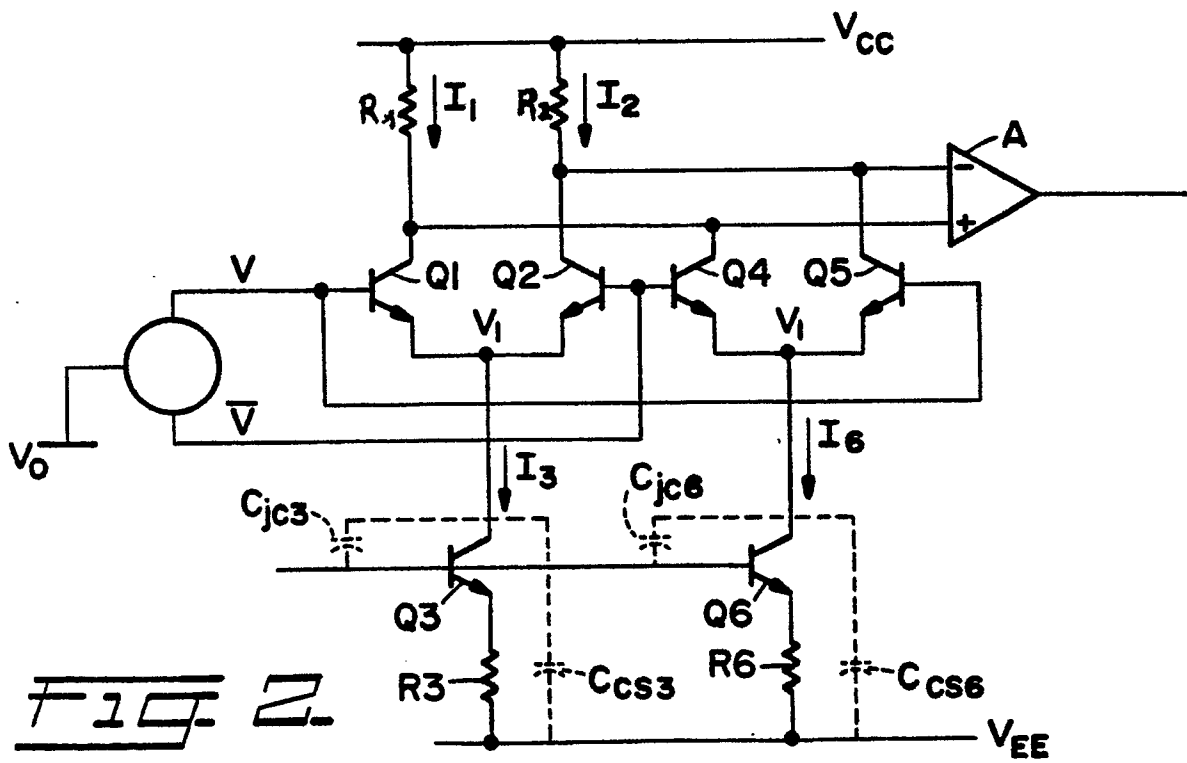 VCC
R1 I1 R2 I2
A
−
+
V Q1 Q2 Q4 Q5
V1 V1
V̅
V0
I3 I6
Cjc3 Cjc6
Q3 Q6
R3 CCS3 R6 CCS6
FIG. 2.
VEE